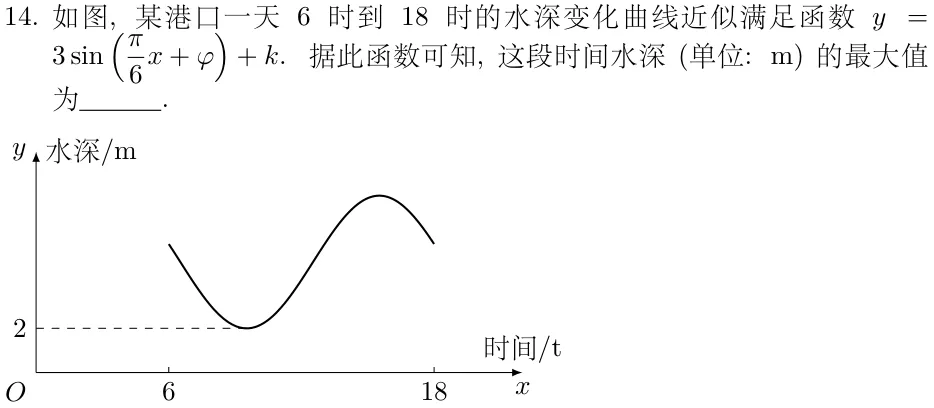 14. 如图, 某港口一天 6 时到 18 时的水深变化曲线近似满足函数 y =
3 sin (π/6 x + φ) + k. 据此函数可知, 这段时间水深 (单位: m) 的最大值
为______.
y 水深/m
2
时间/t
O 6 18 x